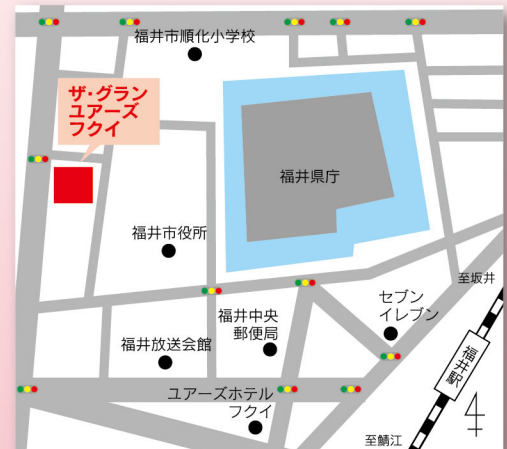 福井市順化小学校
ザ・グラン
ユアーズ
フクイ
福井県庁
福井市役所
至坂井
セブン
イレブン
福井中央
郵便局
福井放送会館
福井駅
ユアーズホテル
フクイ
至鯖江